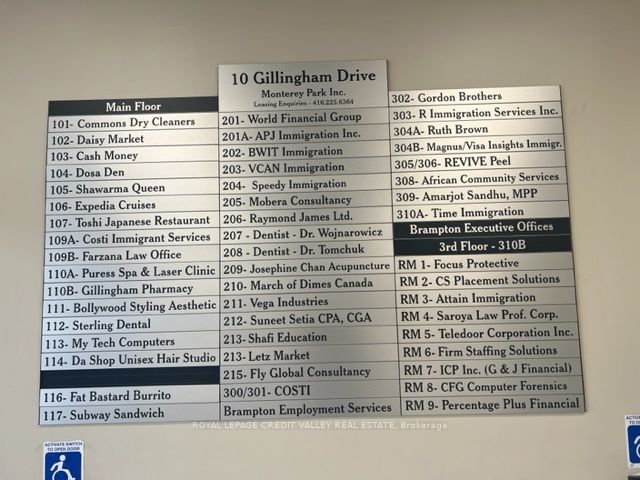 Main Floor
101- Commons Dry Cleaners
102- Daisy Market
103- Cash Money
104- Dosa Den
105- Shawarma Queen
106- Expedia Cruises
107- Toshi Japanese Restaurant
109A- Costi Immigrant Services
109B- Farzana Law Office
110A- Puress Spa & Laser Clinic
110B- Gillingham Pharmacy
111- Bollywood Styling Aesthetic
112- Sterling Dental
113- My Tech Computers
114- Da Shop Unisex Hair Studio
116- Fat Bastard Burrito
117- Subway Sandwich
10 Gillingham Drive
Monterey Park Inc.
Leasing Enquiries - 416.225.6364
201- World Financial Group
201A- APJ Immigration Inc.
202- BWIT Immigration
203- VCAN Immigration
204- Speedy Immigration
205- Mobera Consultancy
206- Raymond James Ltd.
207 - Dentist - Dr. Wojnarowicz
208 - Dentist - Dr. Tomchuk
209- Josephine Chan Acupuncture
210- March of Dimes Canada
211- Vega Industries
212- Suneet Setia CPA, CGA
213- Shafi Education
213- Letz Market
215- Fly Global Consultancy
300/301- COSTI
Brampton Employment Services
302- Gordon Brothers
303- R Immigration Services Inc.
304A- Ruth Brown
304B- Magnus/Visa Insights Immigr.
305/306- REVIVE Peel
308- African Community Services
309- Amarjot Sandhu, MPP
310A- Time Immigration
Brampton Executive Offices
3rd Floor - 310B
RM 1- Focus Protective
RM 2- CS Placement Solutions
RM 3- Attain Immigration
RM 4- Saroya Law Prof. Corp.
RM 5- Teledoor Corporation Inc.
RM 6- Firm Staffing Solutions
RM 7- ICP Inc. (G & J Financial)
RM 8- CFG Computer Forensics
RM 9- Percentage Plus Financial
ROYAL LEPAGE CREDIT VALLEY REAL ESTATE, Brokerage
ACTIVATE SWITCH
TO OPEN DOOR